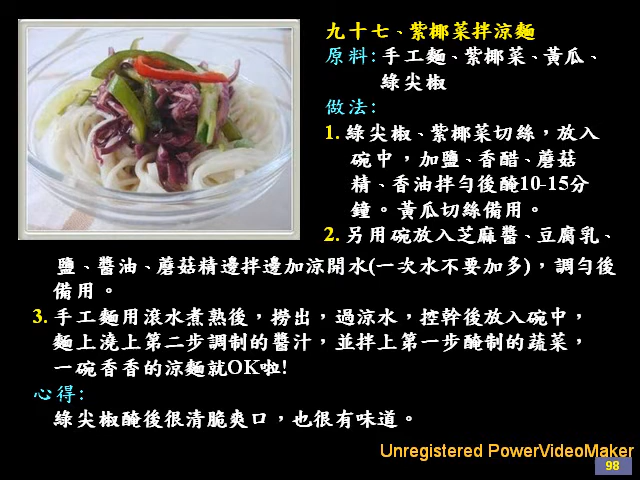 九十七、紫椰菜拌涼麵
原料:手工麵、紫椰菜、黃瓜、
綠尖椒
做法:
1. 綠尖椒、紫椰菜切絲，放入
碗中，加鹽、香醋、蘑菇
精、香油拌勻後醃10-15分
鐘。黃瓜切絲備用。
2. 另用碗放入芝麻醬、豆腐乳、
鹽、醬油、蘑菇精邊拌邊加涼開水(一次水不要加多)，調勻後
備用。
3. 手工麵用滾水煮熟後，撈出，過涼水，控幹後放入碗中，
麵上澆上第二步調制的醬汁，並拌上第一步醃制的蔬菜，
一碗香香的涼麵就OK啦!
心得:
綠尖椒醃後很清脆爽口，也很有味道。
Unregistered PowerVideoMaker
98